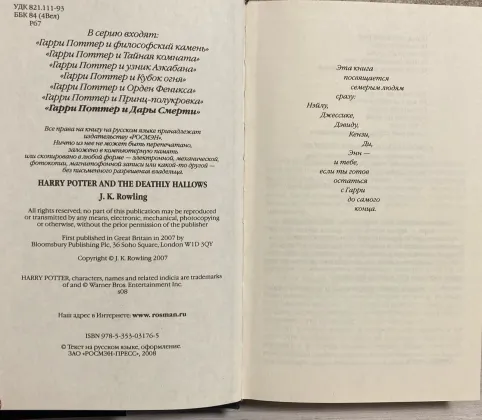 УДК 821.111-93
ББК 84 (4Вел)
Р67
В серию входят:
«Гарри Поттер и философский камень»
«Гарри Поттер и Тайная комната»
«Гарри Поттер и узник Азкабана»
«Гарри Поттер и Кубок огня»
«Гарри Поттер и Орден Феникса»
«Гарри Поттер и Принц-полукровка»
«Гарри Поттер и Дары Смерти»
Все права на книгу на русском языке принадлежат
издательству «РОСМЭН».
Ничто из нее не может быть перепечатано,
заложено в компьютерную память
или скопировано в любой форме — электронной, механической,
фотокопии, магнитофонной записи или какой-то другой —
без письменного разрешения владельца.
HARRY POTTER AND THE DEATHLY HALLOWS
J. K. Rowling
All rights reserved; no part of this publication may be reproduced
or transmitted by any means, electronic, mechanical, photocopying
or otherwise, without the prior permission of the publisher
First published in Great Britain in 2007 by
Bloomsbury Publishing Plc, 36 Soho Square, London W1D 3QY
Copyright © J. K. Rowling 2007
HARRY POTTER, characters, names and related indicia are trademarks
of and © Warner Bros. Entertainment Inc.
s08
Наш адрес в Интернете: www. rosman.ru
ISBN 978-5-353-03176-5
© Текст на русском языке, оформление.
ЗАО «РОСМЭН-ПРЕСС», 2008
Эта книга
посвящается
семерым людям
сразу:
Нэйлу,
Джессике,
Дэвиду,
Кензи,
Ди,
Энн —
и тебе,
если ты готов
остаться
с Гарри
до самого
конца.